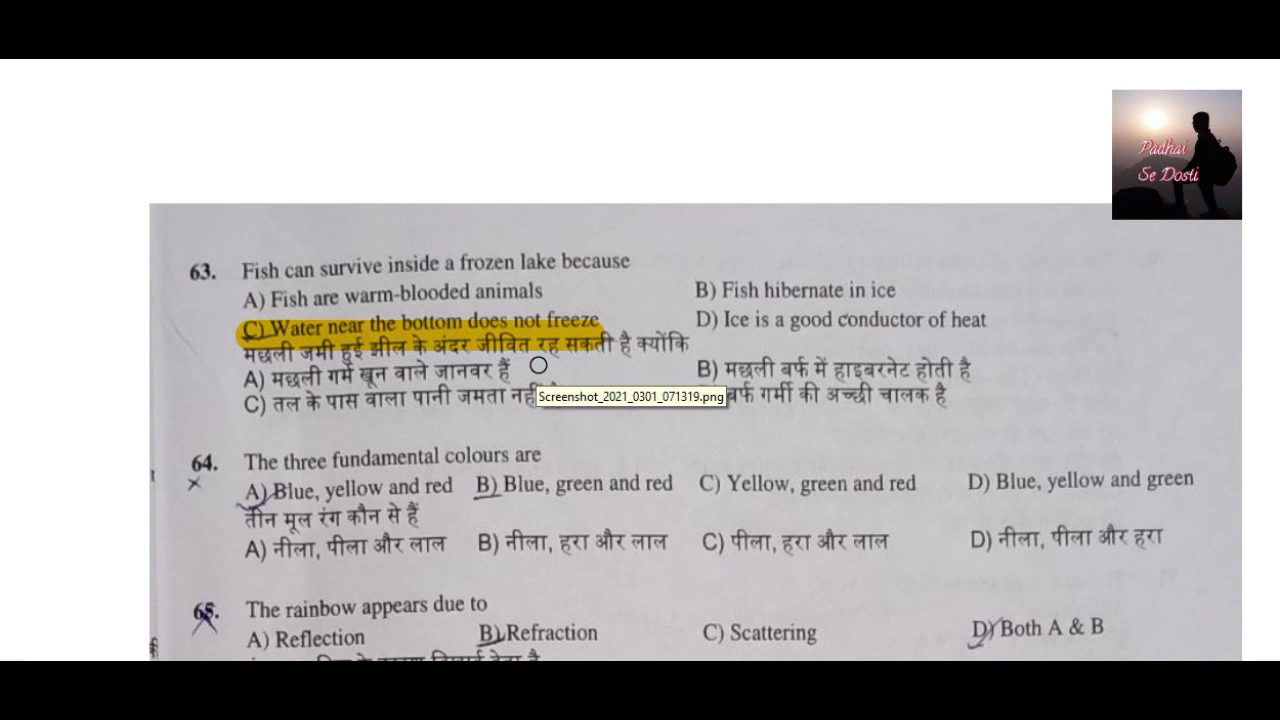 Padhai
Se Dosti
63. Fish can survive inside a frozen lake because
A) Fish are warm-blooded animals B) Fish hibernate in ice
C) Water near the bottom does not freeze D) Ice is a good conductor of heat
मछली जमी हुई झील के अंदर जीवित रह सकती है क्योंकि
A) मछली गर्म खून वाले जानवर हैं B) मछली बर्फ में हाइबरनेट होती है
C) तल के पास वाला पानी जमता नहीं Screenshot_2021_0301_071319.png बर्फ गर्मी की अच्छी चालक है
64. The three fundamental colours are
A) Blue, yellow and red B) Blue, green and red C) Yellow, green and red D) Blue, yellow and green
तीन मूल रंग कौन से हैं
A) नीला, पीला और लाल B) नीला, हरा और लाल C) पीला, हरा और लाल D) नीला, पीला और हरा
65. The rainbow appears due to
A) Reflection B) Refraction C) Scattering D) Both A & B